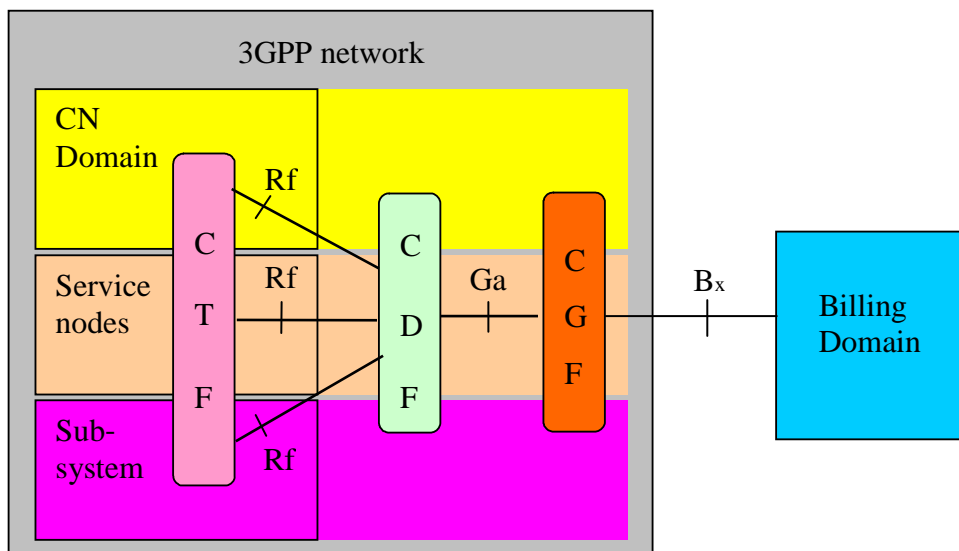 3GPP network
CN
Domain
Rf
C
T
F
Service
nodes
Rf
Sub-
system
Rf
C
D
F
Ga
C
G
F
Bx
Billing
Domain